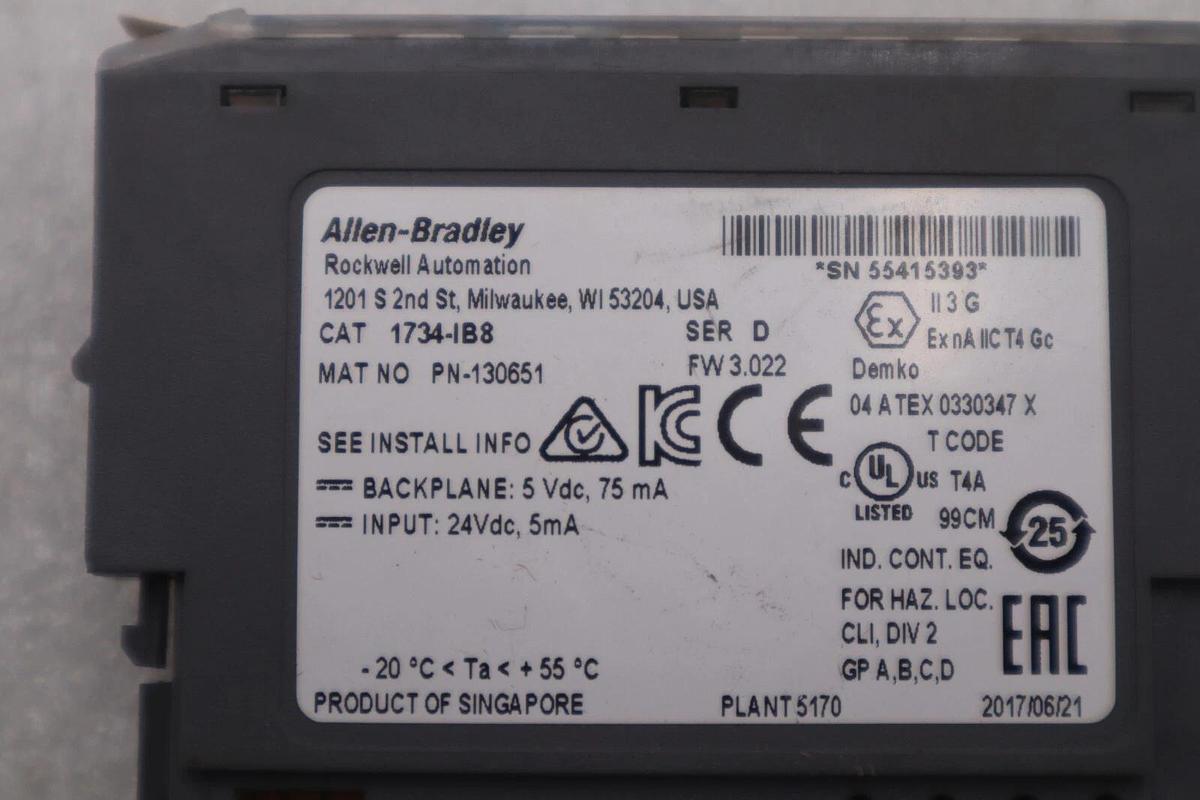 Allen-Bradley
Rockwell Automation
*SN 55415393*
1201 S 2nd St, Milwaukee, WI 53204, USA
CAT 1734-IB8
SER D
MAT NO PN-130651
FW 3.022
Ex
II 3 G
Ex nA IIC T4 Gc
Demko
04 ATEX 0330347 X
SEE INSTALL INFO
KC
CE
T CODE
C UL US
T4A
LISTED
99CM
BACKPLANE: 5 Vdc, 75 mA
INPUT: 24Vdc, 5mA
25
IND. CONT. EQ.
FOR HAZ. LOC.
CLI, DIV 2
GP A,B,C,D
EAC
- 20 °C < Ta < + 55 °C
PRODUCT OF SINGAPORE
PLANT 5170
2017/06/21